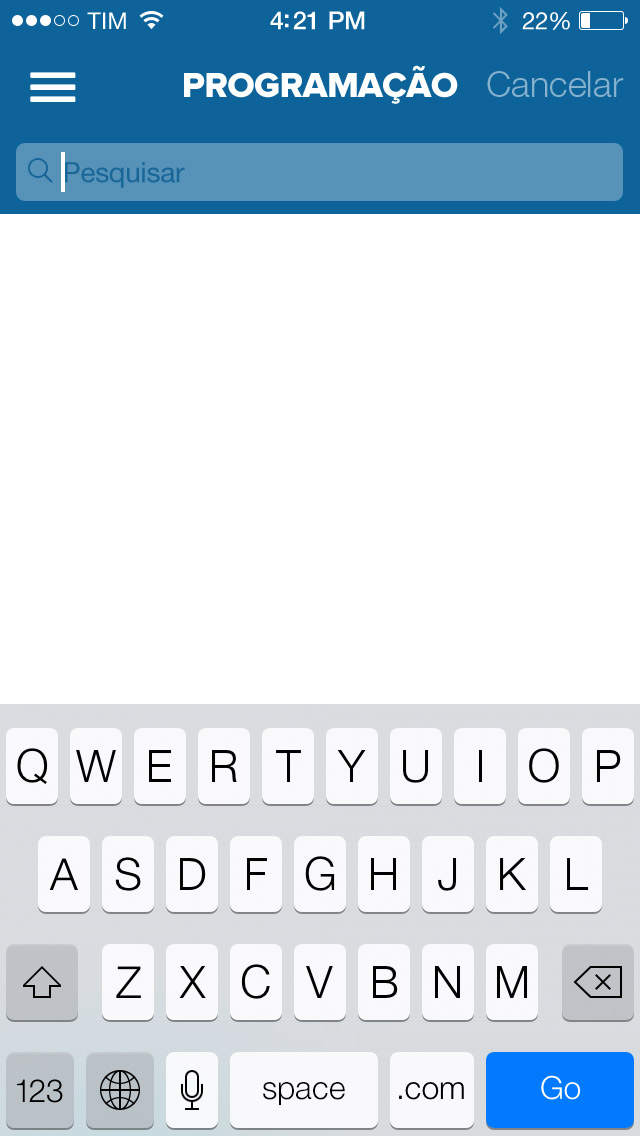 TIM 4:21 PM 22%
PROGRAMAÇÃO Cancelar
Pesquisar
Q W E R T Y U I O P
A S D F G H J K L
Z X C V B N M
123 space .com Go